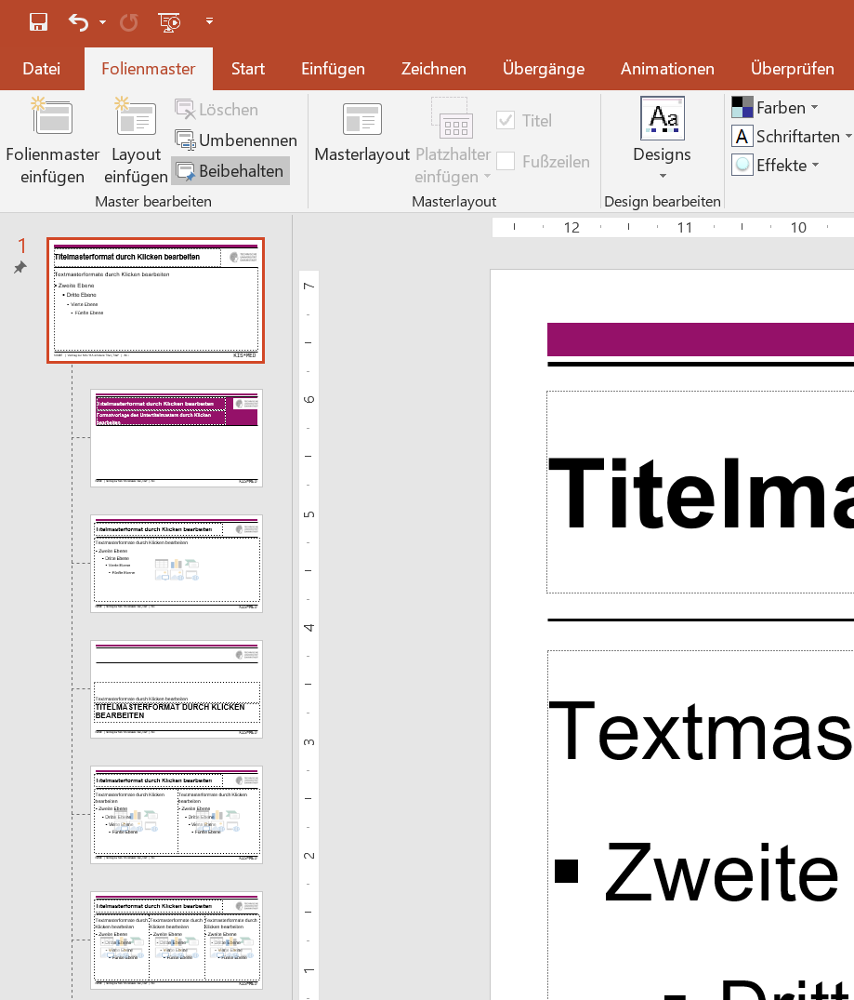 Datei Folienmaster Start Einfügen Zeichnen Übergänge Animationen Überprüfen
Folienmaster
einfügen
Layout
einfügen
Löschen
Umbenennen
Beibehalten
Master bearbeiten
Masterlayout
Platzhalter
einfügen
Titel
Fußzeilen
Masterlayout
Aa
Designs
Design bearbeiten
Farben
A Schriftarten
Effekte
12 11 10
7
6
5
4
3
2
1
1
Titelmasterformat durch Klicken bearbeiten
Textmasterformate durch Klicken bearbeiten
Zweite Ebene
Dritte Ebene
Vierte Ebene
Fünfte Ebene
KIS*MED
Titelmasterformat durch Klicken bearbeiten
Formatvorlage des Untertitelmasters durch Klicken
bearbeiten
KIS*MED
Titelmasterformat durch Klicken bearbeiten
Textmasterformate durch Klicken bearbeiten
Zweite Ebene
Dritte Ebene
Vierte Ebene
Fünfte Ebene
KIS*MED
Textmasterformate durch Klicken bearbeiten
TITELMASTERFORMAT DURCH KLICKEN
BEARBEITEN
KIS*MED
Titelmasterformat durch Klicken bearbeiten
Textmasterformate durch Klicken
bearbeiten
Zweite Ebene
Dritte Ebene
Vierte Ebene
Fünfte Ebene
Textmasterformate durch Klicken
bearbeiten
Zweite Ebene
Dritte Ebene
Vierte Ebene
Fünfte Ebene
KIS*MED
Titelmasterformat durch Klicken bearbeiten
Textmasterformate durch
Klicken bearbeiten
Zweite Ebene
Dritte Ebene
Vierte Ebene
Fünfte Ebene
Textmasterformate durch
Klicken bearbeiten
Zweite Ebene
Dritte Ebene
Vierte Ebene
Fünfte Ebene
Textmasterformate durch
Klicken bearbeiten
Zweite Ebene
Dritte Ebene
Vierte Ebene
Fünfte Ebene
KIS*MED
Titelma
Textmas
Zweite
Dritt